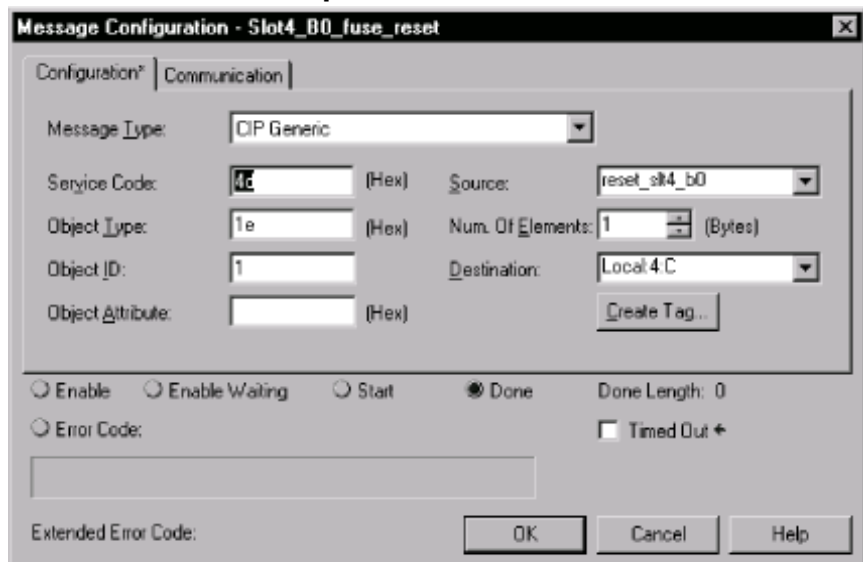 Message Configuration - Slot4_B0_fuse_reset
Configuration* Communication
Message Type: CIP Generic
Service Code: 4d (Hex) Source: reset_slt4_b0
Object Type: 1e (Hex) Num. Of Elements: 1 (Bytes)
Object ID: 1 Destination: Local:4:C
Object Attribute: (Hex) Create Tag...
Enable Enable Waiting Start Done Done Length: 0
Error Code: Timed Out ←
Extended Error Code: OK Cancel Help